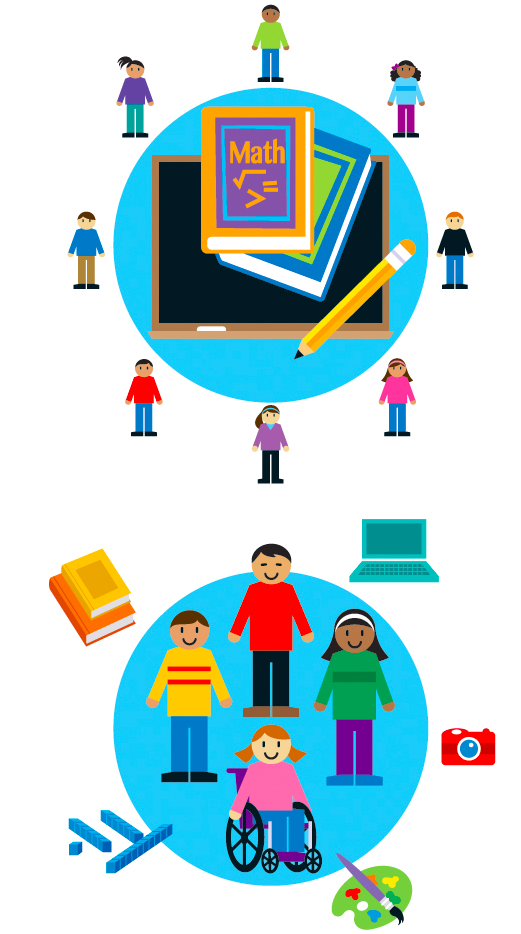 Math
√ =
>